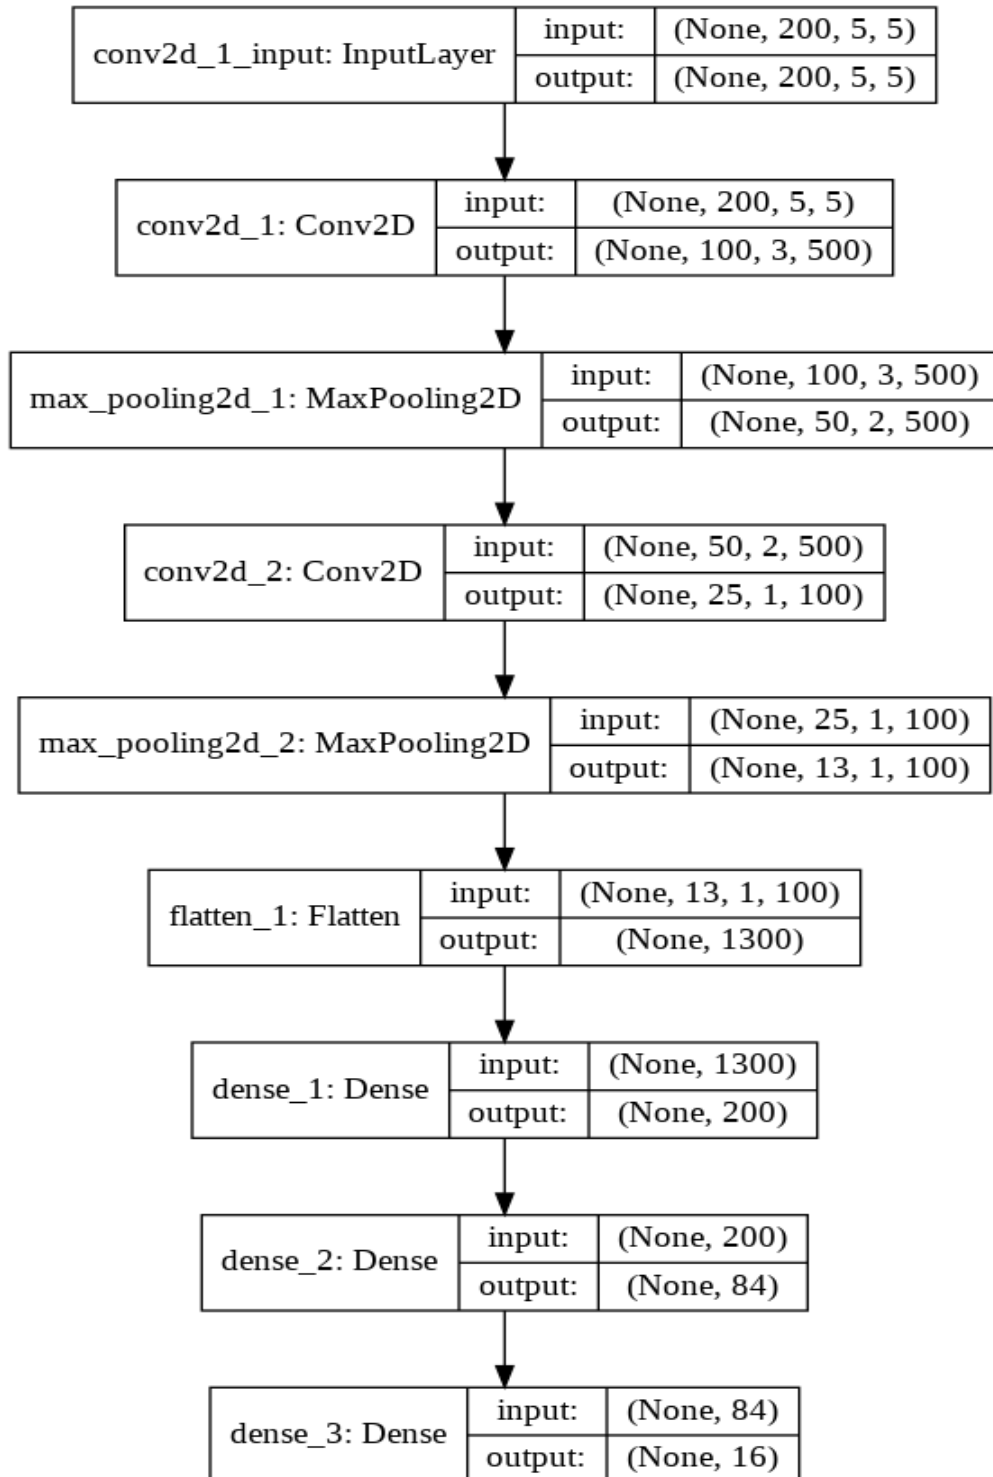 conv2d_1_input: InputLayer
input: (None, 200, 5, 5)
output: (None, 200, 5, 5)
conv2d_1: Conv2D
input: (None, 200, 5, 5)
output: (None, 100, 3, 500)
max_pooling2d_1: MaxPooling2D
input: (None, 100, 3, 500)
output: (None, 50, 2, 500)
conv2d_2: Conv2D
input: (None, 50, 2, 500)
output: (None, 25, 1, 100)
max_pooling2d_2: MaxPooling2D
input: (None, 25, 1, 100)
output: (None, 13, 1, 100)
flatten_1: Flatten
input: (None, 13, 1, 100)
output: (None, 1300)
dense_1: Dense
input: (None, 1300)
output: (None, 200)
dense_2: Dense
input: (None, 200)
output: (None, 84)
dense_3: Dense
input: (None, 84)
output: (None, 16)